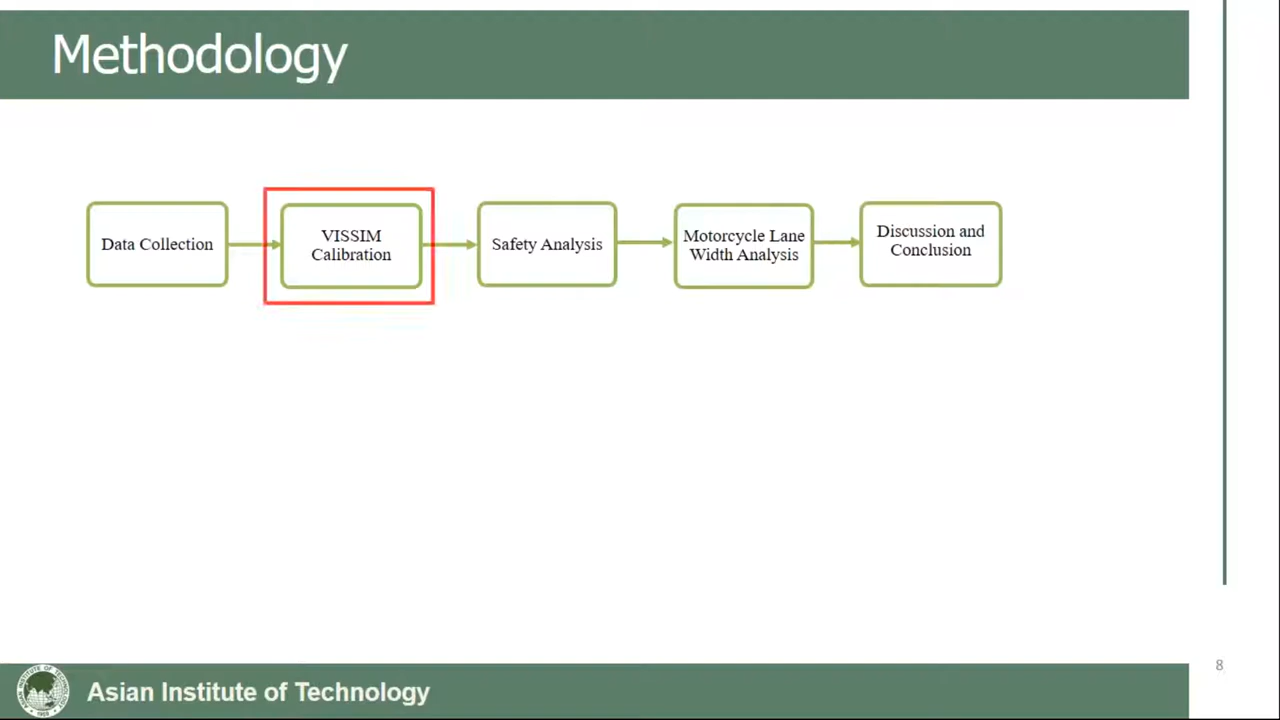 Methodology
Data Collection
VISSIM
Calibration
Safety Analysis
Motorcycle Lane
Width Analysis
Discussion and
Conclusion
8
Asian Institute of Technology